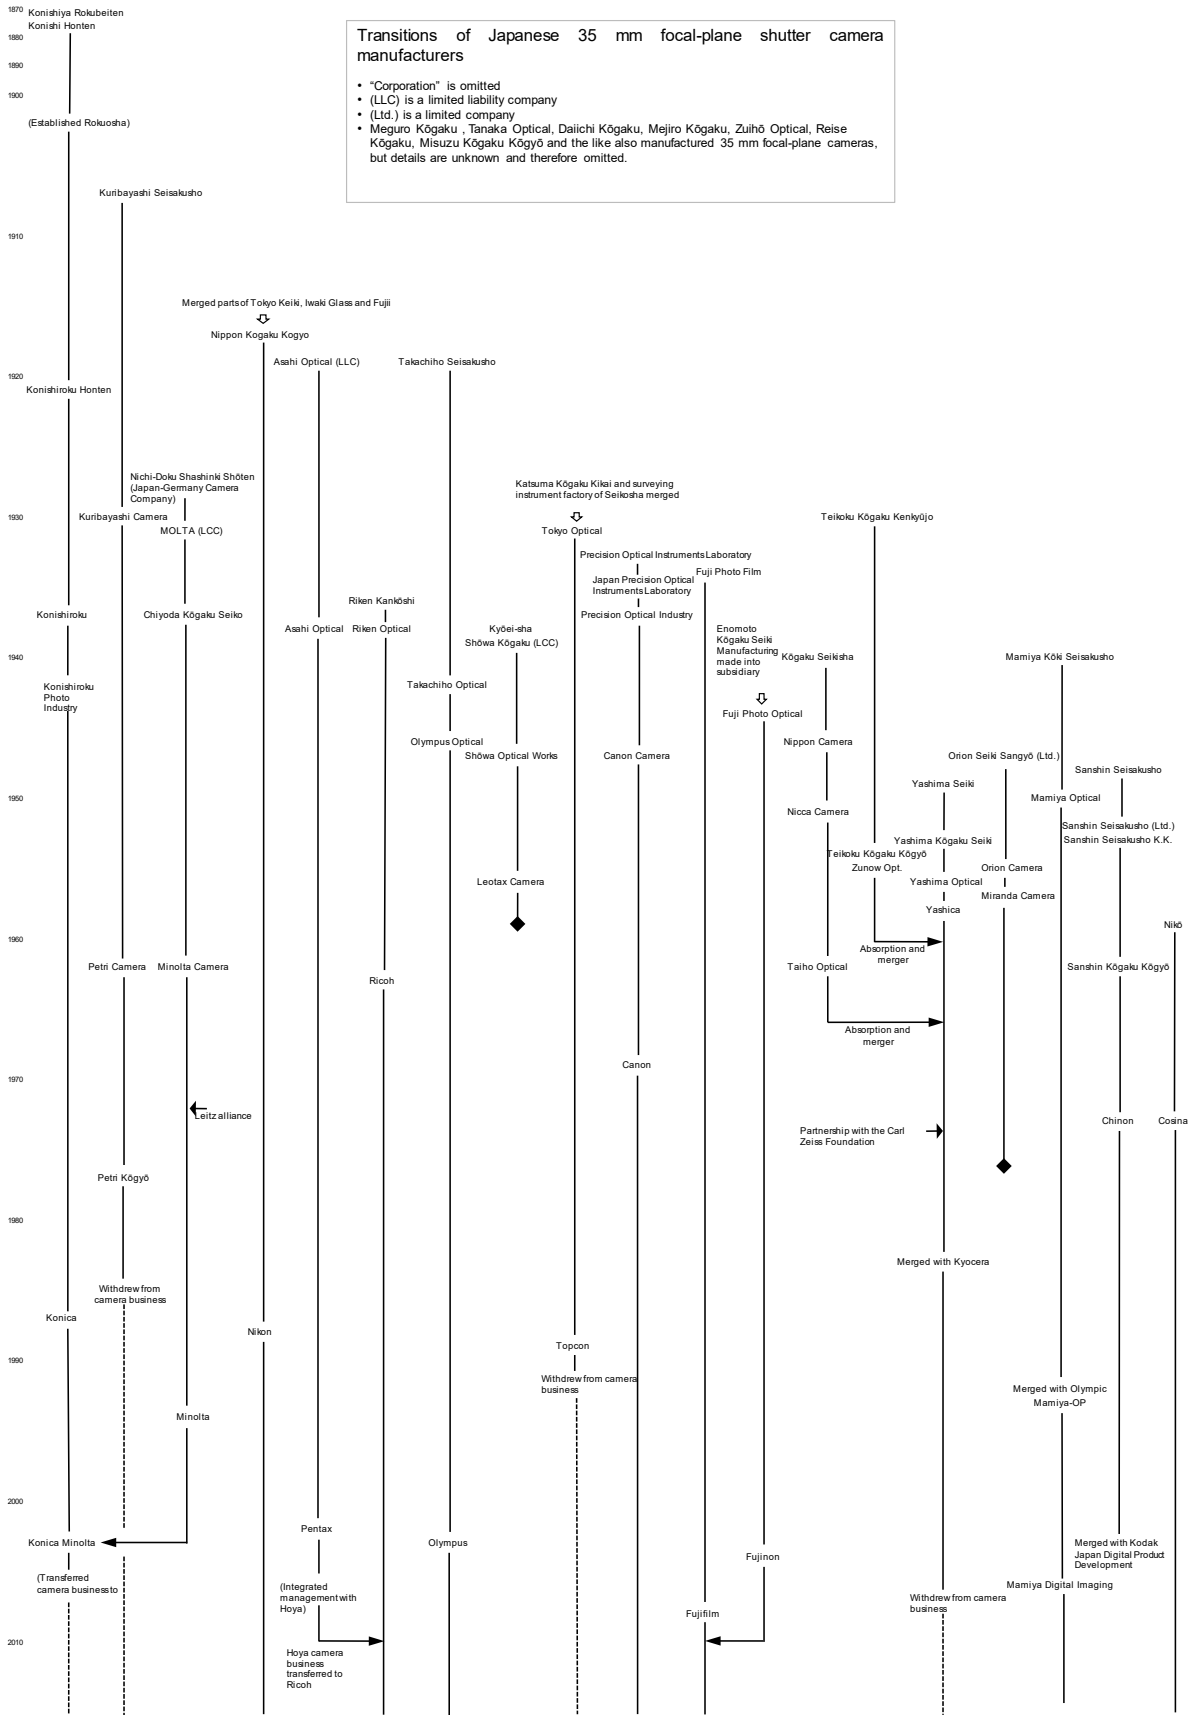 1870
Konishiya Rokubeiten
Konishi Honten
1880
1890
1900
Transitions of Japanese 35 mm focal-plane shutter camera
manufacturers
• “Corporation” is omitted
• (LLC) is a limited liability company
• (Ltd.) is a limited company
• Meguro Kōgaku , Tanaka Optical, Daiichi Kōgaku, Mejiro Kōgaku, Zuihō Optical, Reise
Kōgaku, Misuzu Kōgaku Kōgyō and the like also manufactured 35 mm focal-plane cameras,
but details are unknown and therefore omitted.
(Established Rokuosha)
Kuribayashi Seisakusho
1910
Merged parts of Tokyo Keiki, Iwaki Glass and Fujii
Nippon Kogaku Kogyo
Asahi Optical (LLC)
Takachiho Seisakusho
1920
Konishiroku Honten
Nichi-Doku Shashinki Shōten
(Japan-Germany Camera
Company)
Katsuma Kōgaku Kikai and surveying
instrument factory of Seikosha merged
1930
Kuribayashi Camera
MOLTA (LCC)
Tokyo Optical
Teikoku Kōgaku Kenkyūjo
Precision Optical Instruments Laboratory
Japan Precision Optical
Instruments Laboratory
Precision Optical Industry
Fuji Photo Film
Konishiroku
Chiyoda Kōgaku Seiko
Riken Kankōshi
Asahi Optical
Riken Optical
Kyōei-sha
Shōwa Kōgaku (LCC)
Enomoto
Kōgaku Seiki
Manufacturing
made into
subsidiary
1940
Kōgaku Seikisha
Mamiya Kōki Seisakusho
Konishiroku
Photo
Industry
Takachiho Optical
Fuji Photo Optical
Olympus Optical
Shōwa Optical Works
Canon Camera
Nippon Camera
Orion Seiki Sangyō (Ltd.)
Sanshin Seisakusho
1950
Yashima Seiki
Mamiya Optical
Nicca Camera
Sanshin Seisakusho (Ltd.)
Sanshin Seisakusho K.K.
Yashima Kōgaku Seiki
Teikoku Kōgaku Kōgyō
Zunow Opt.
Orion Camera
Leotax Camera
Yashima Optical
Miranda Camera
Yashica
Nikō
1960
Absorption and
merger
Petri Camera
Minolta Camera
Ricoh
Taiho Optical
Sanshin Kōgaku Kōgyō
Absorption and
merger
Canon
1970
Leitz alliance
Partnership with the Carl
Zeiss Foundation
Chinon
Cosina
Petri Kōgyō
1980
Merged with Kyocera
Withdrew from
camera business
Konica
Nikon
Topcon
1990
Withdrew from camera
business
Merged with Olympic
Mamiya-OP
Minolta
2000
Konica Minolta
Pentax
Olympus
Fujinon
Merged with Kodak
Japan Digital Product
Development
(Transferred
camera business to
(Integrated
management with
Hoya)
Mamiya Digital Imaging
Withdrew from camera
business
Fujifilm
2010
Hoya camera
business
transferred to
Ricoh